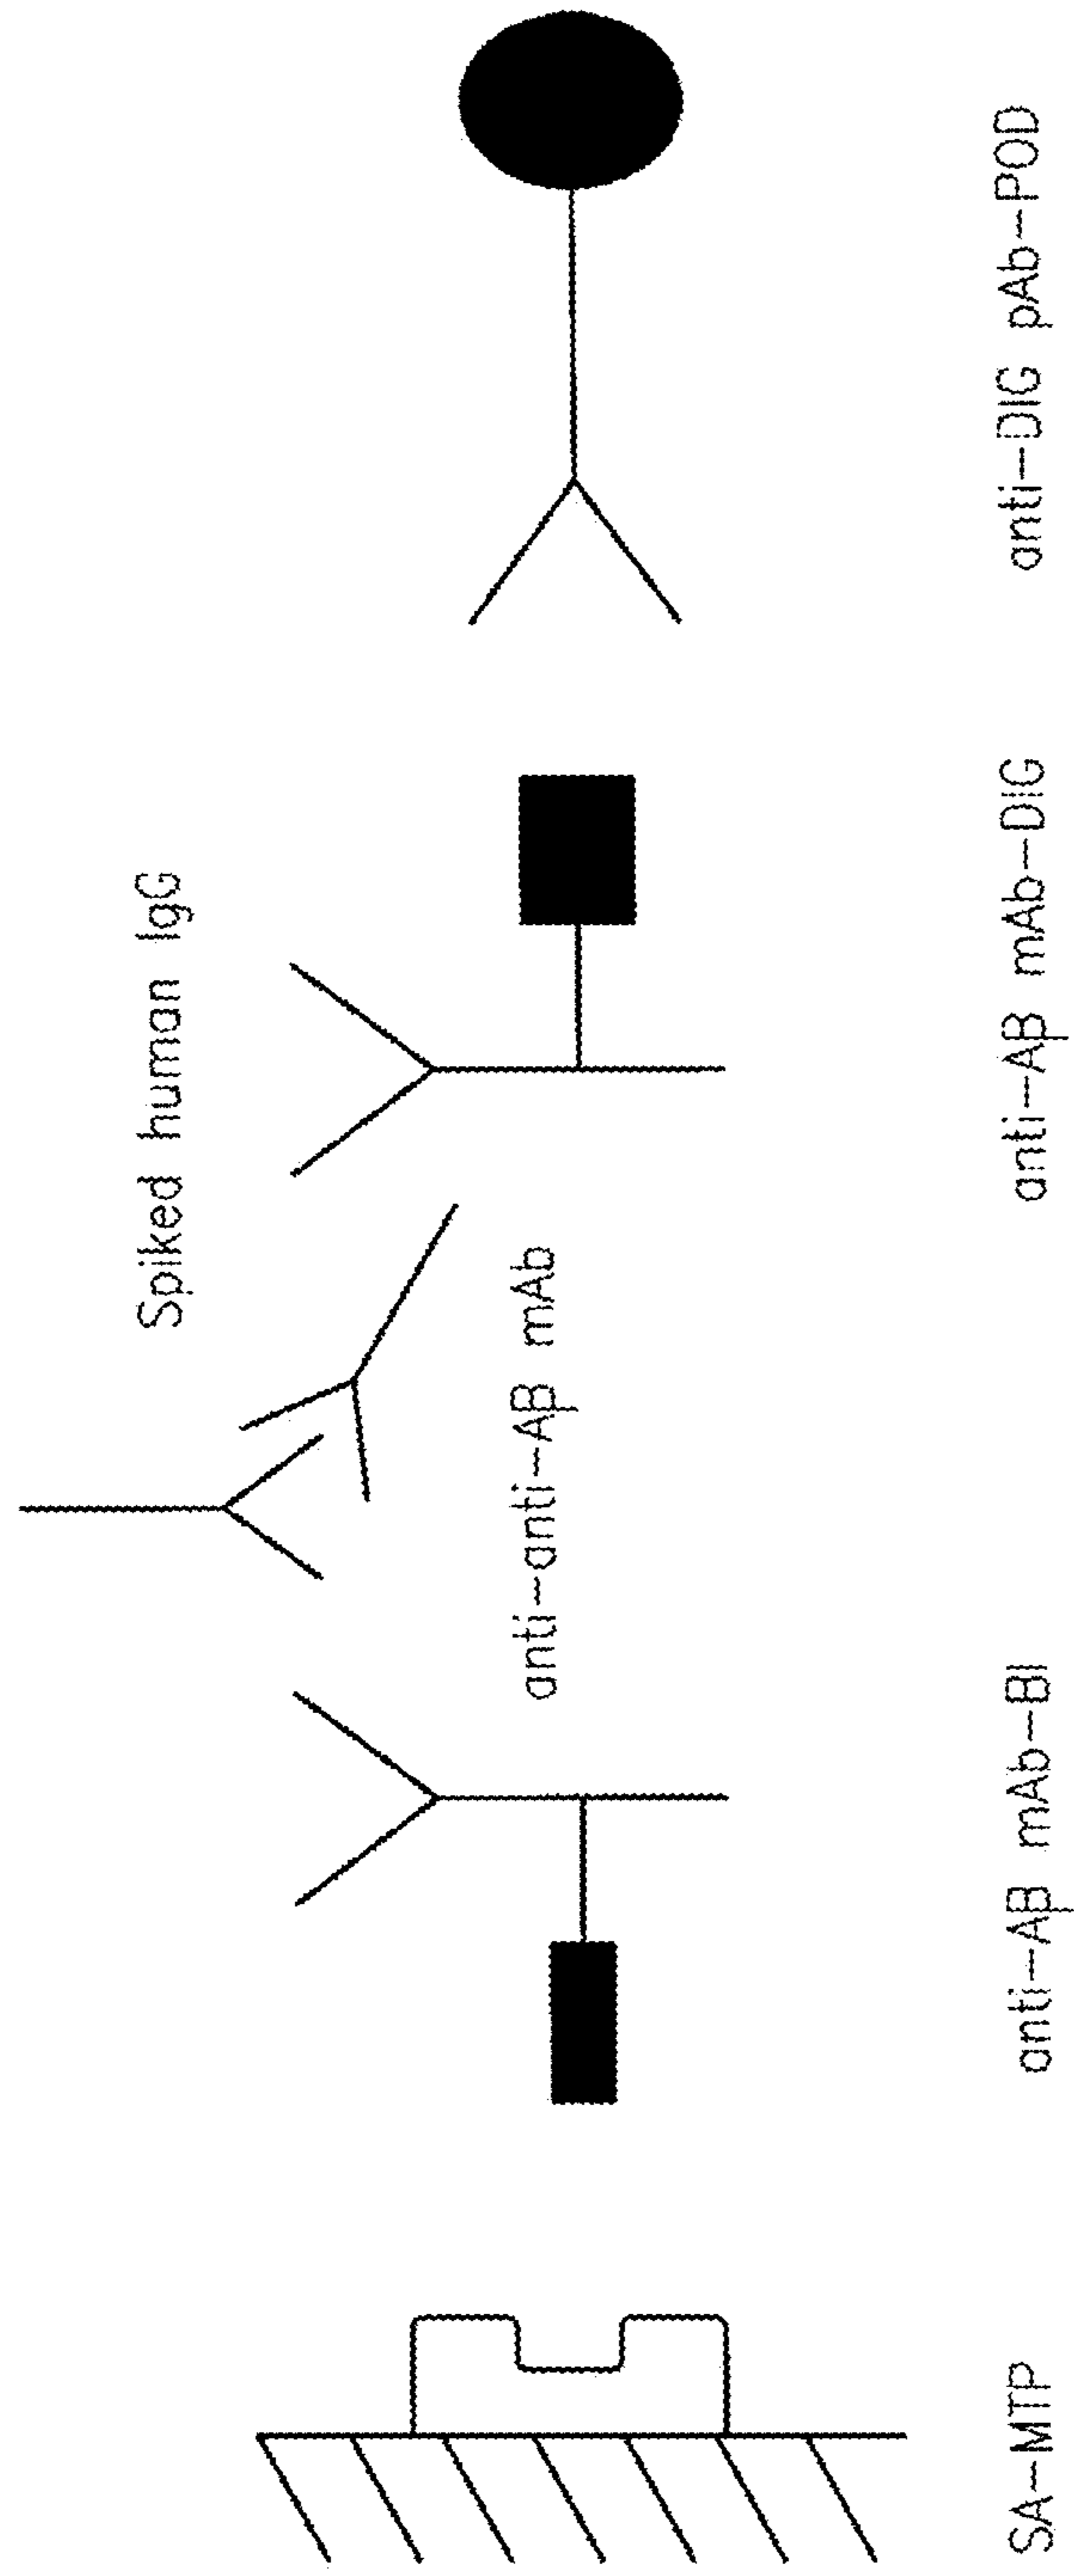 Spiked human IgG
anti-anti-Aβ mAb
SA-MTP
anti-Aβ mAb-BI
anti-Aβ mAb-DIG
anti-DIG pAb-POD